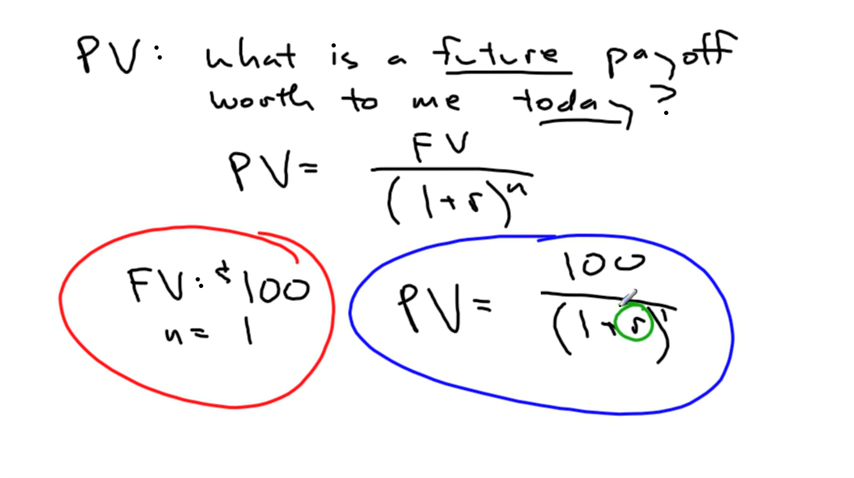 PV: what is a future payoff
worth to me today?
PV = FV / (1+r)^n
FV: $100
n = 1
PV = 100 / (1+r)^1